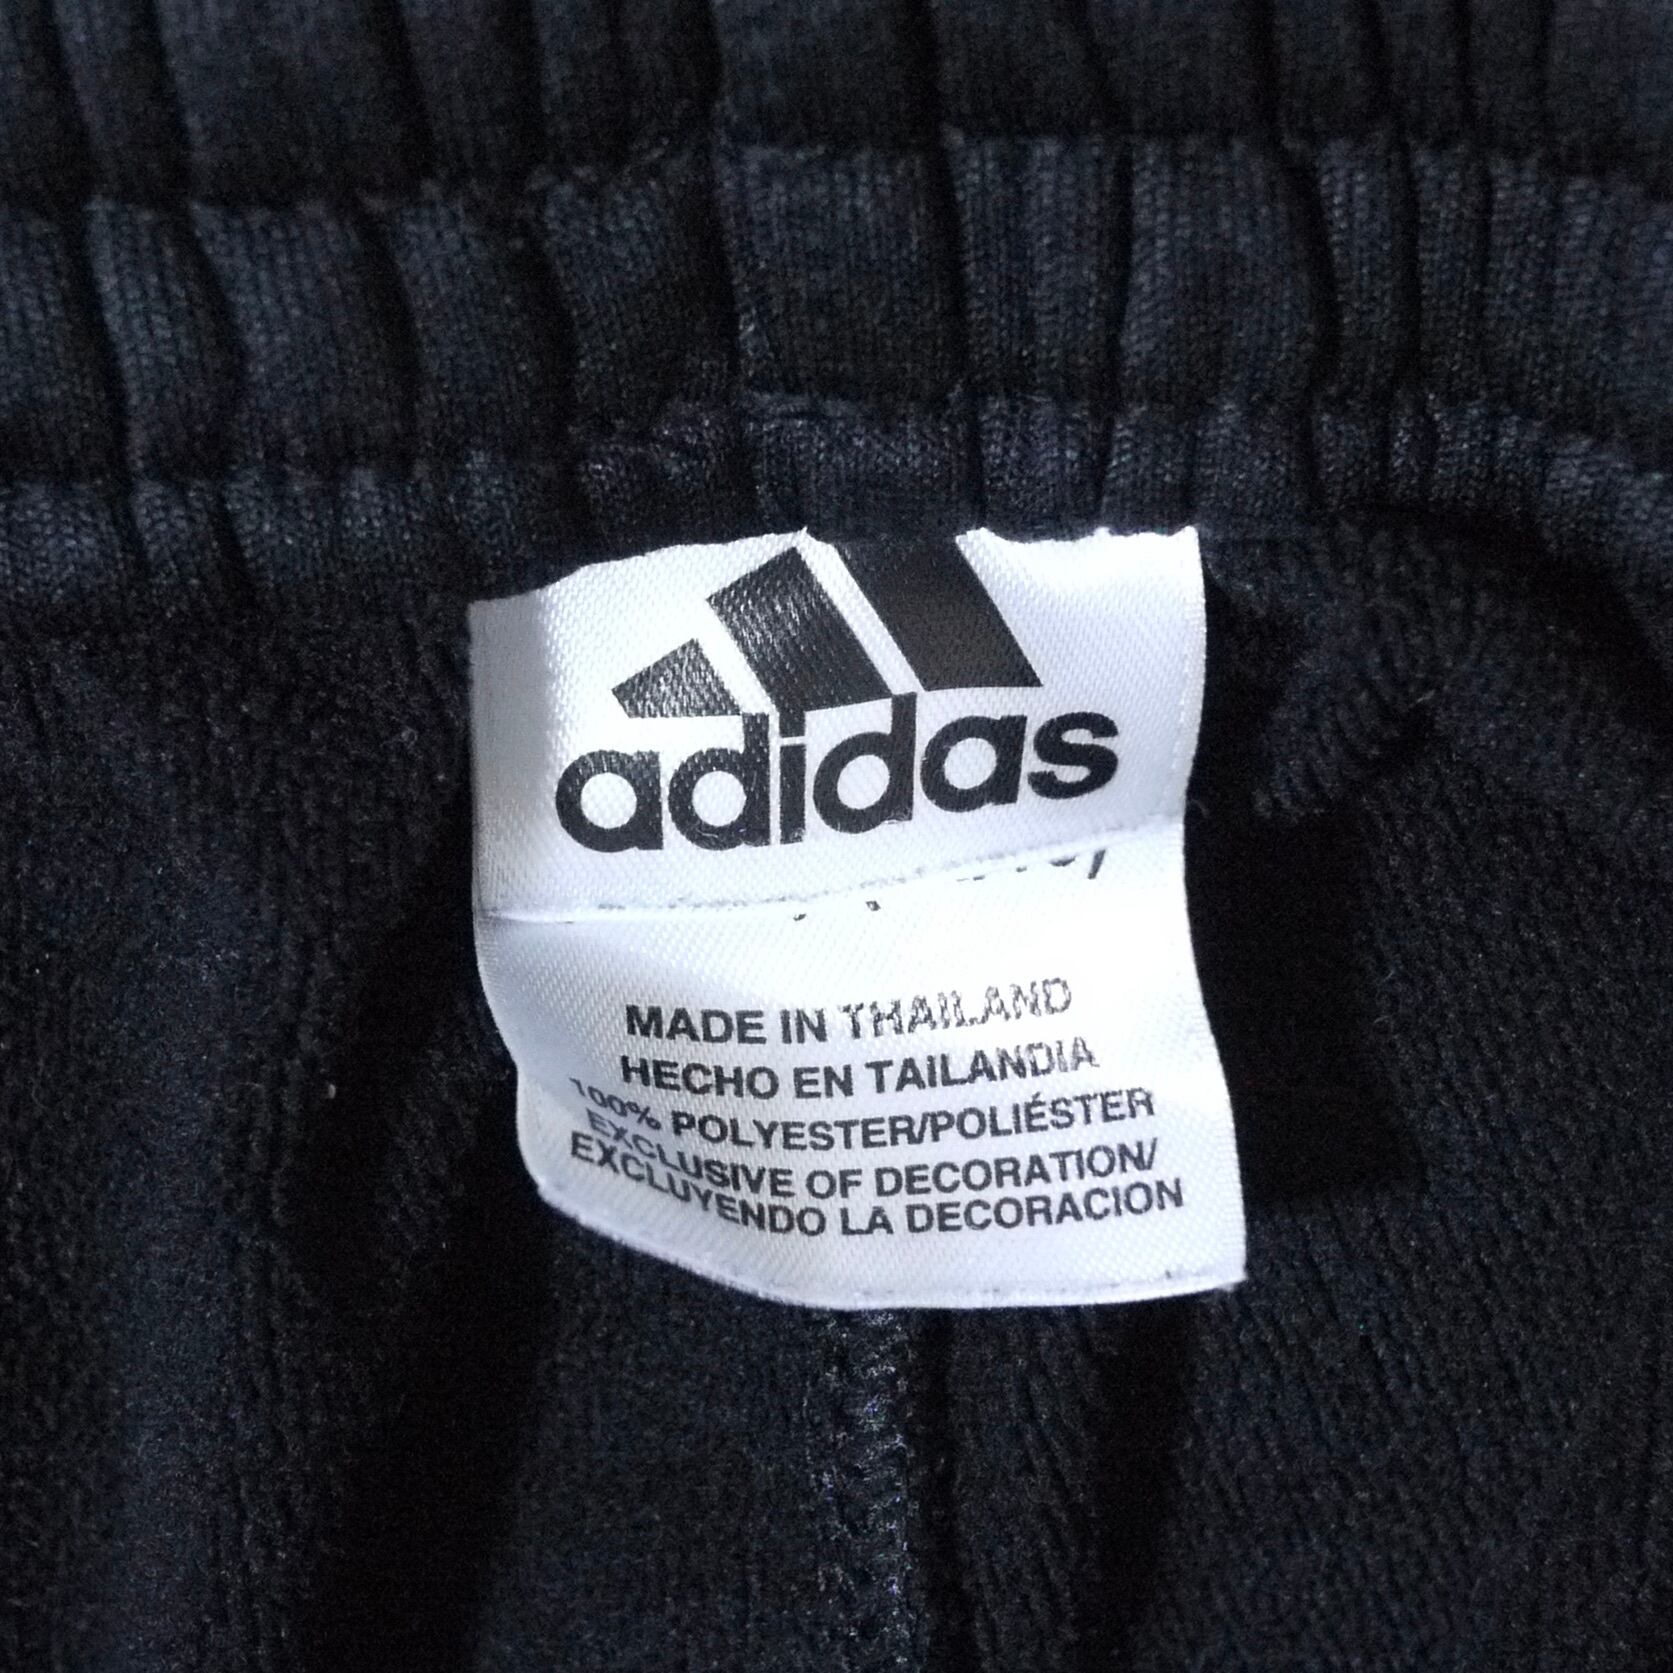 adidas
MADE IN THAILAND
HECHO EN TAILANDIA
100% POLYESTER/POLIÉSTER
EXCLUSIVE OF DECORATION/
EXCLUYENDO LA DECORACION